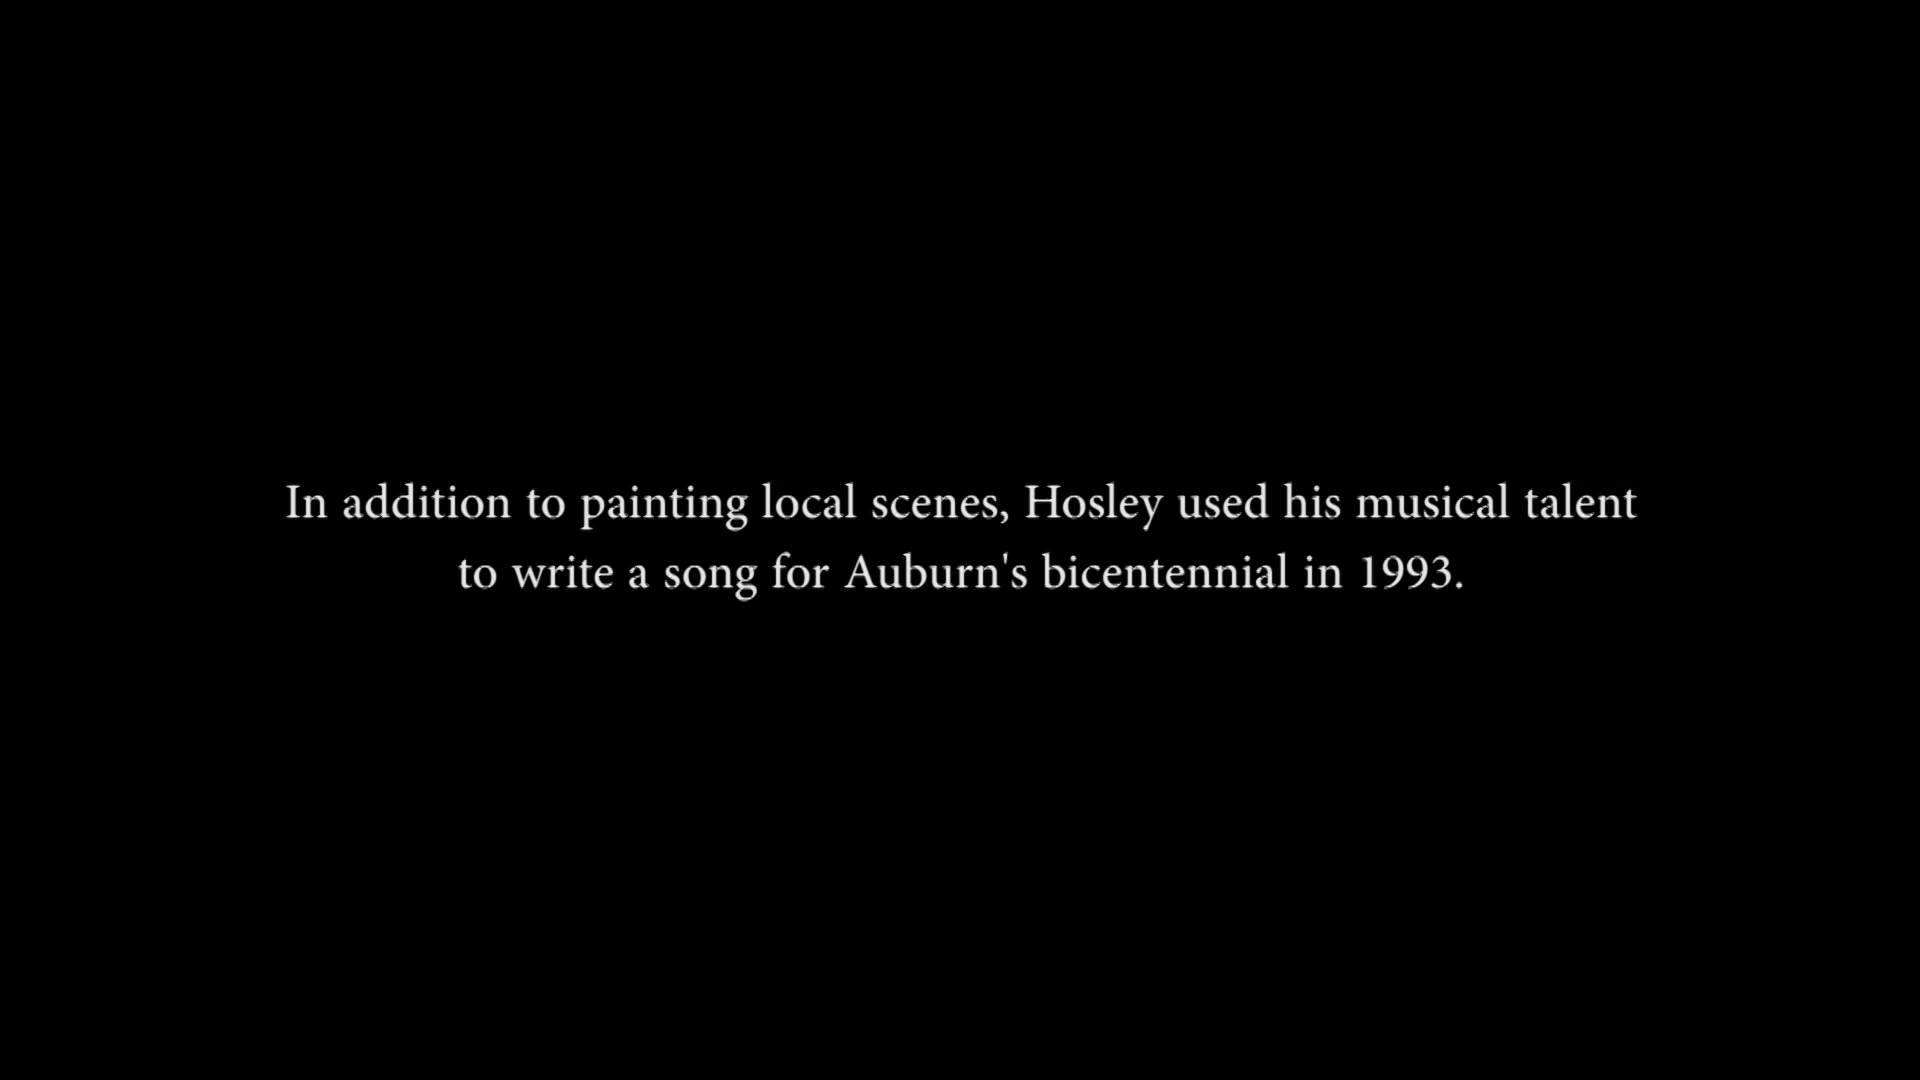 In addition to painting local scenes, Hosley used his musical talent
to write a song for Auburn's bicentennial in 1993.